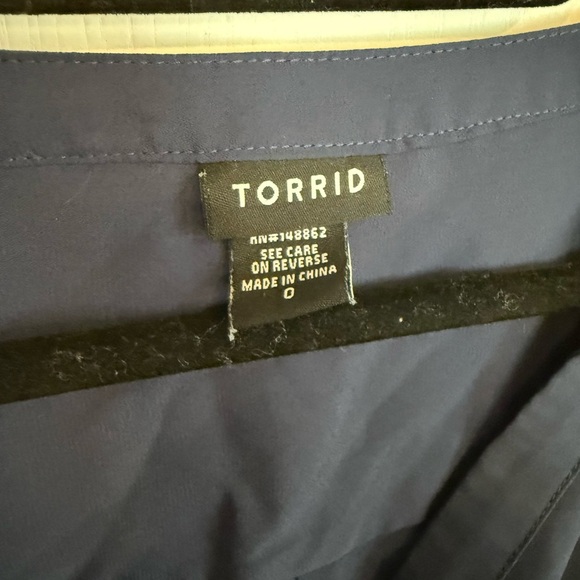 TORRID
RN#148862
SEE CARE
ON REVERSE
MADE IN CHINA
0